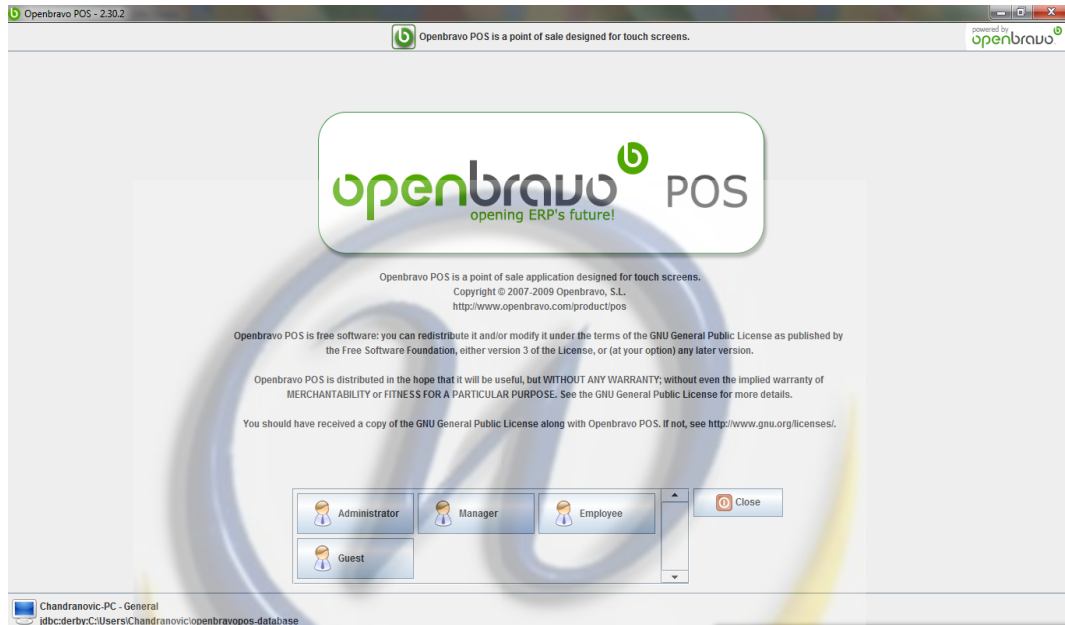 Openbravo POS - 2.30.2
Openbravo POS is a point of sale designed for touch screens.
powered by
openbravo
openbravo POS
opening ERP's future!
Openbravo POS is a point of sale application designed for touch screens.
Copyright © 2007-2009 Openbravo, S.L.
http://www.openbravo.com/product/pos
Openbravo POS is free software: you can redistribute it and/or modify it under the terms of the GNU General Public License as published by
the Free Software Foundation, either version 3 of the License, or (at your option) any later version.
Openbravo POS is distributed in the hope that it will be useful, but WITHOUT ANY WARRANTY; without even the implied warranty of
MERCHANTABILITY or FITNESS FOR A PARTICULAR PURPOSE. See the GNU General Public License for more details.
You should have received a copy of the GNU General Public License along with Openbravo POS. If not, see http://www.gnu.org/licenses/.
Administrator
Manager
Employee
Close
Guest
Chandranovic-PC - General
jdbc:derby:C:\Users\Chandranovic\openbravopos-database